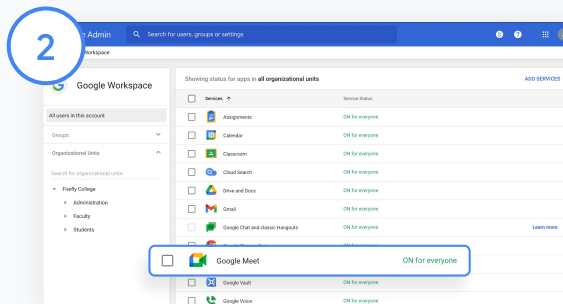 2
Admin
Search for users, groups or settings
Workspace
Google Workspace
Showing status for apps in all organizational units
ADD SERVICES
Services
Service Status
All users in this account
Assignments
ON for everyone
Groups
Calendar
ON for everyone
Organizational Units
Classroom
ON for everyone
Search for organizational units
Cloud Search
ON for everyone
Firefly College
Drive and Docs
ON for everyone
Administration
Gmail
ON for everyone
Faculty
Google Chat and classic Hangouts
ON for everyone
Learn more
Students
Google Meet
ON for everyone
Google Vault
ON for everyone
Google Voice
ON for everyone